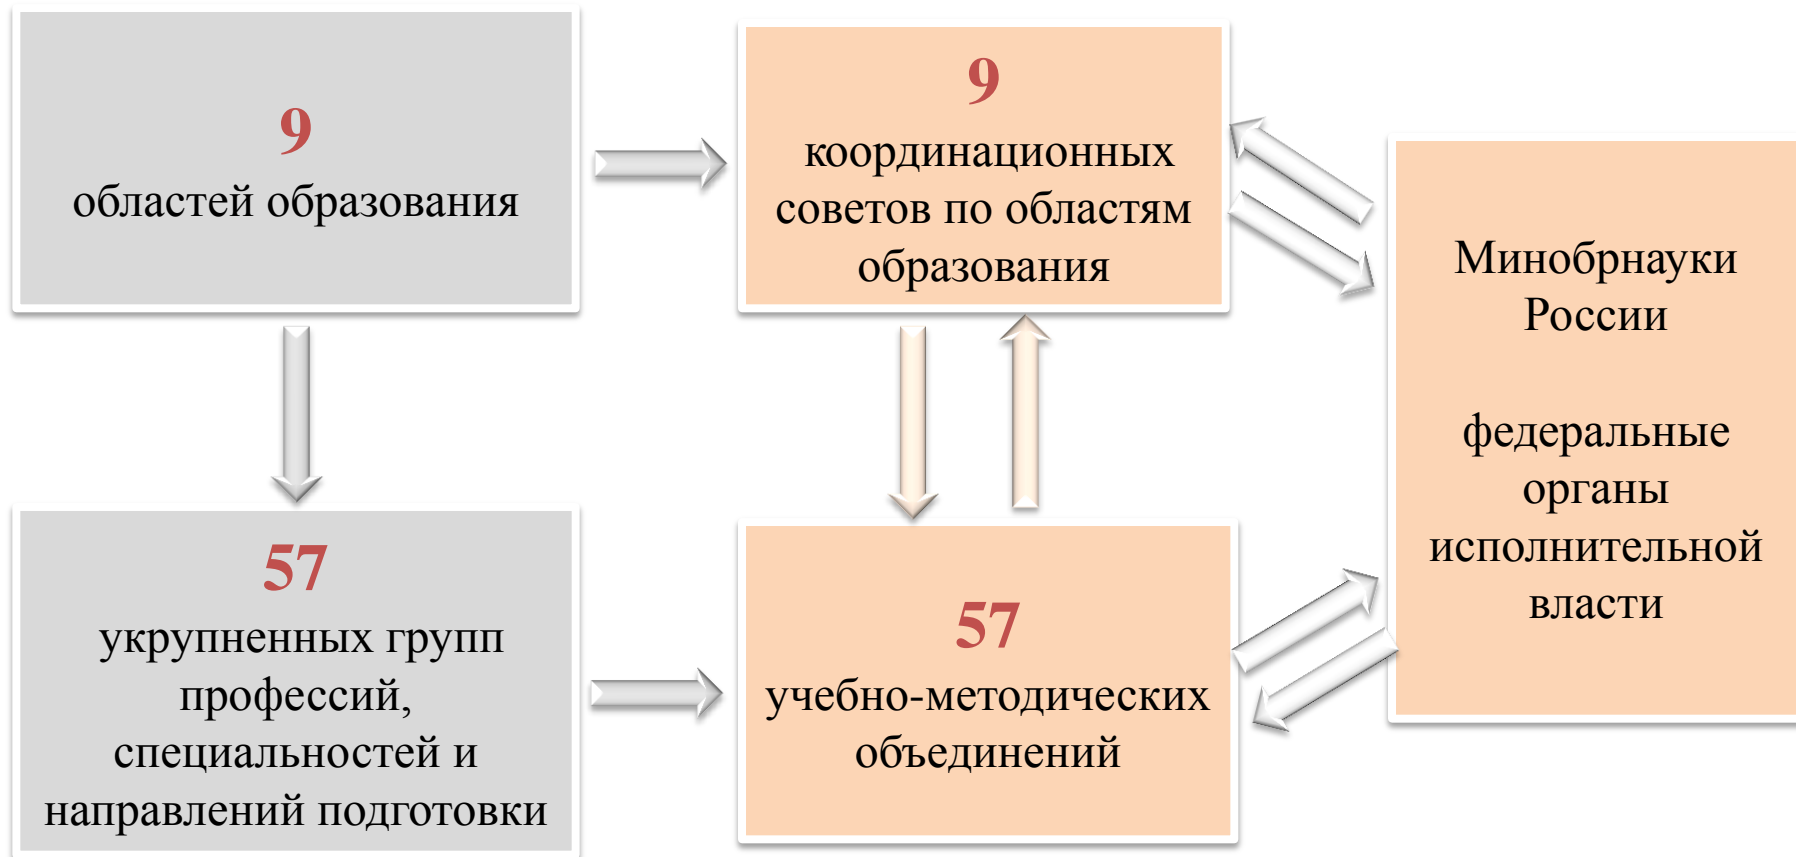 9
областей образования
9
координационных
советов по областям
образования
Минобрнауки
России
федеральные
органы
исполнительной
власти
57
укрупненных групп
профессий,
специальностей и
направлений подготовки
57
учебно-методических
объединений